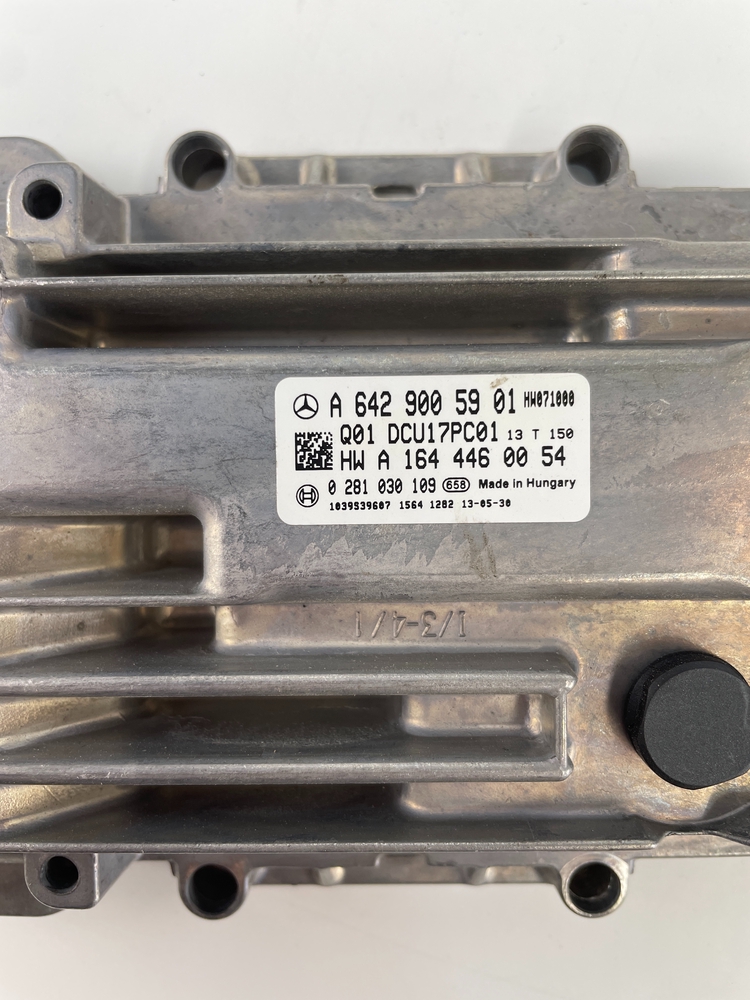 A 642 900 59 01 HW071000
Q01 DCU17PC01 13 T 150
HW A 164 446 00 54
0 281 030 109 658 Made in Hungary
1039S39607 1564 1282 13-05-30
1/3-4/1